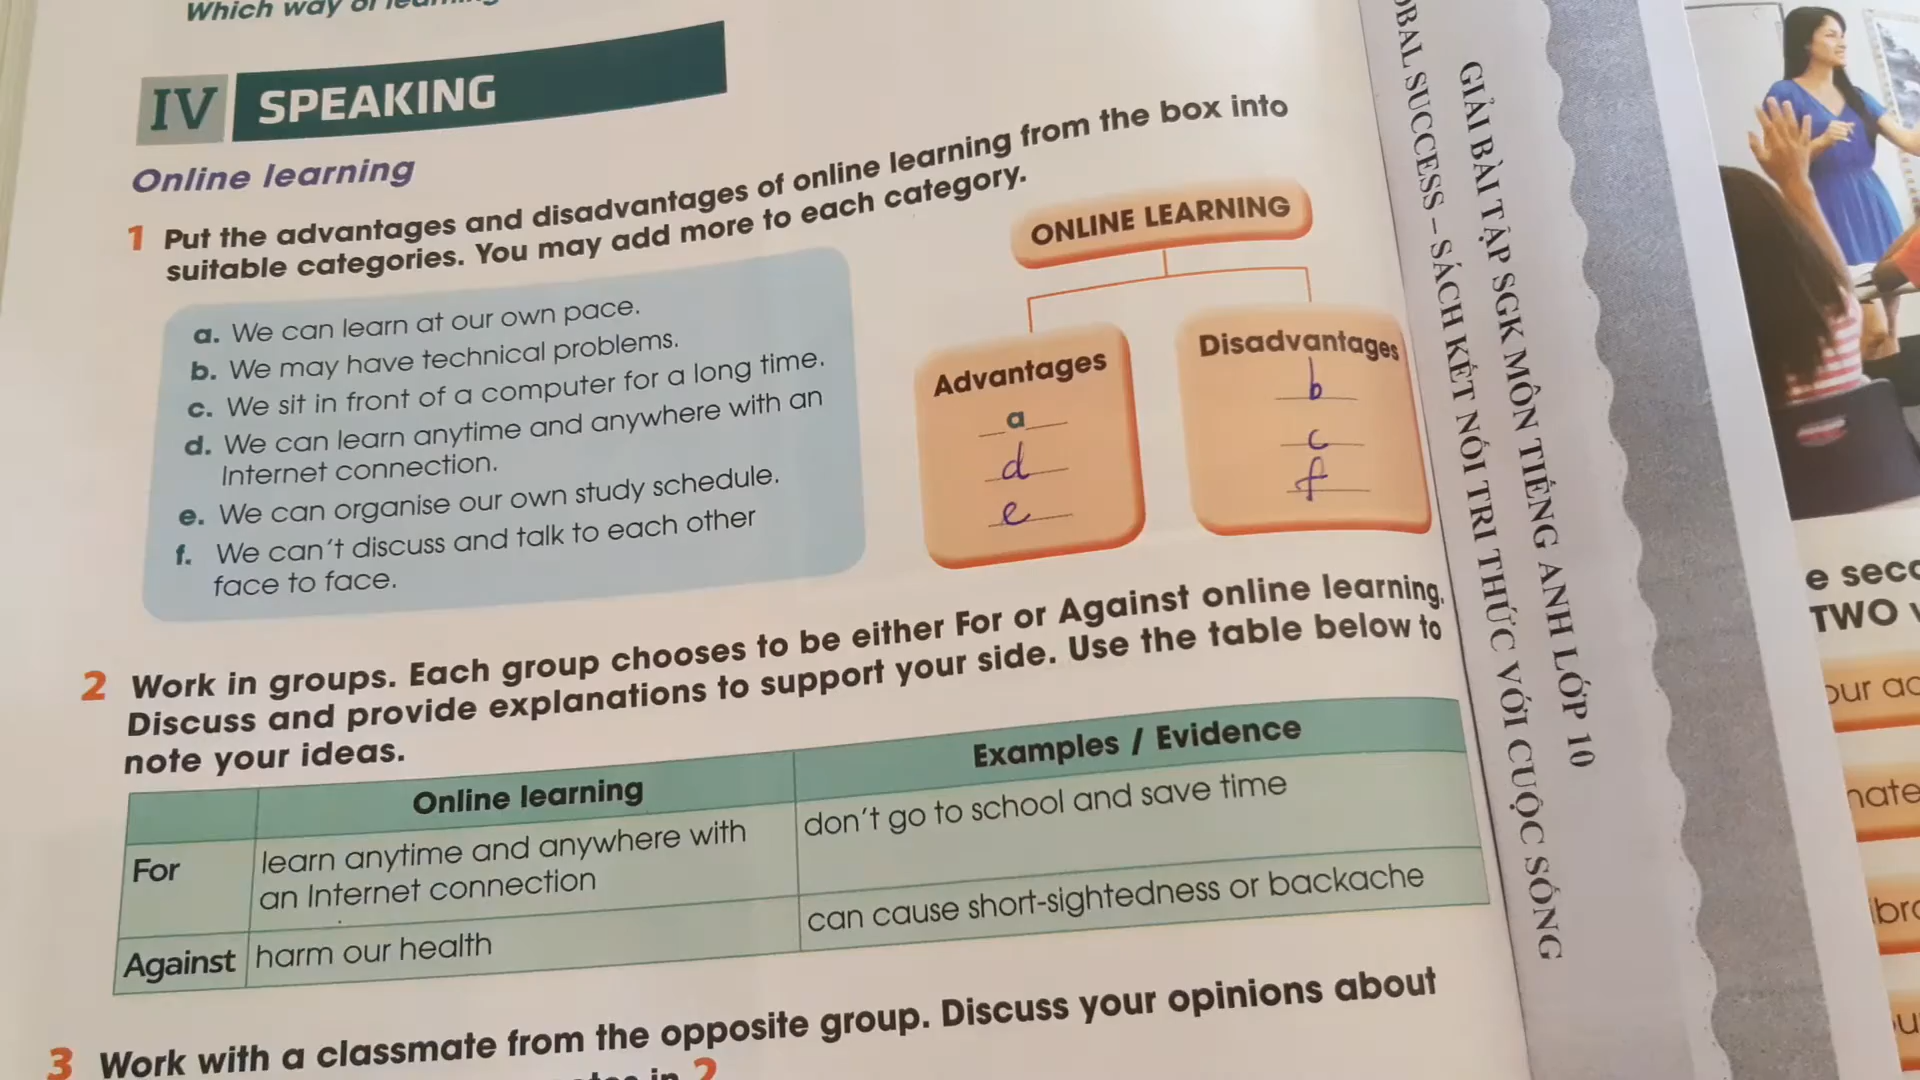 Which way of
IV SPEAKING
Online learning
1 Put the advantages and disadvantages of online learning from the box into
suitable categories. You may add more to each category.
a. We can learn at our own pace.
b. We may have technical problems.
c. We sit in front of a computer for a long time.
d. We can learn anytime and anywhere with an
Internet connection.
e. We can organise our own study schedule.
f. We can't discuss and talk to each other
face to face.
ONLINE LEARNING
Advantages
a
d
e
Disadvantages
b
c
f
2 Work in groups. Each group chooses to be either For or Against online learning.
Discuss and provide explanations to support your side. Use the table below to
note your ideas.
Online learning
Examples / Evidence
For
learn anytime and anywhere with
an Internet connection
don't go to school and save time
Against
harm our health
can cause short-sightedness or backache
3 Work with a classmate from the opposite group. Discuss your opinions about
in 2
GIẢI BÀI TẬP SGK MÔN TIẾNG ANH LỚP 10
SUCCESS – SÁCH KẾT NỐI TRI THỨC VỚI CUỘC SỐNG
TWO